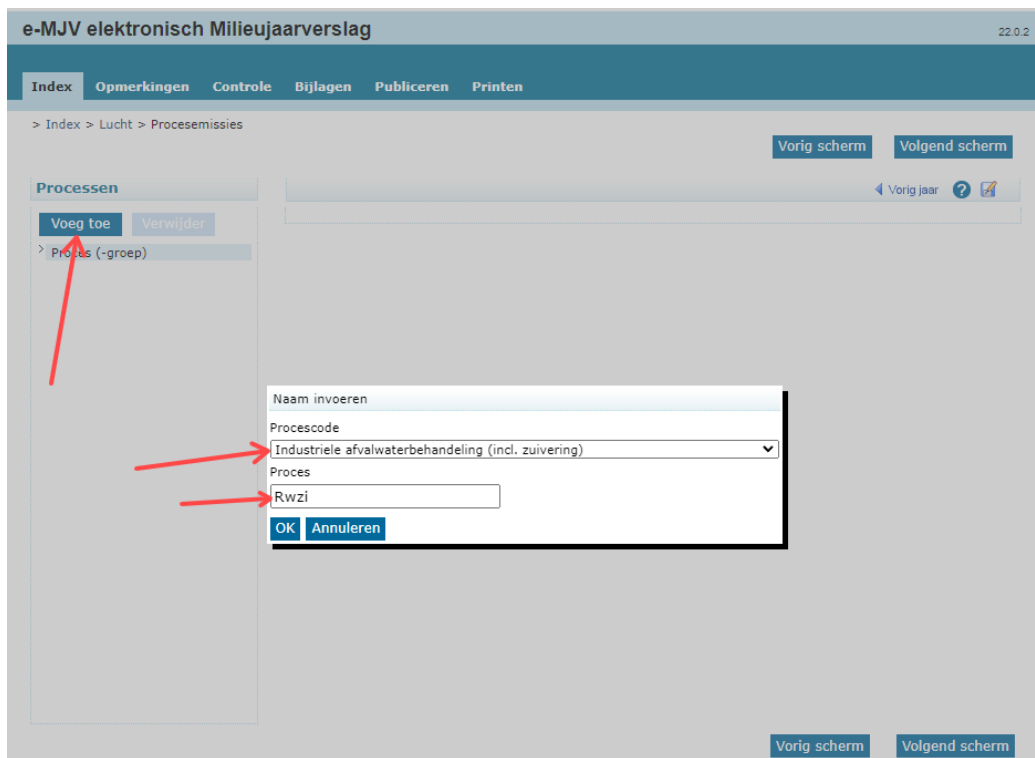 e-MJV elektronisch Milieujaarverslag
22.0.2
Index Opmerkingen Controle Bijlagen Publiceren Printen
> Index > Lucht > Procesemissies
Vorig scherm Volgend scherm
Processen
Vorig jaar ?
Voeg toe Verwijder
> Proces (-groep)
Naam invoeren
Procescode
Industriele afvalwaterbehandeling (incl. zuivering)
Proces
Rwzi
OK Annuleren
Vorig scherm Volgend scherm